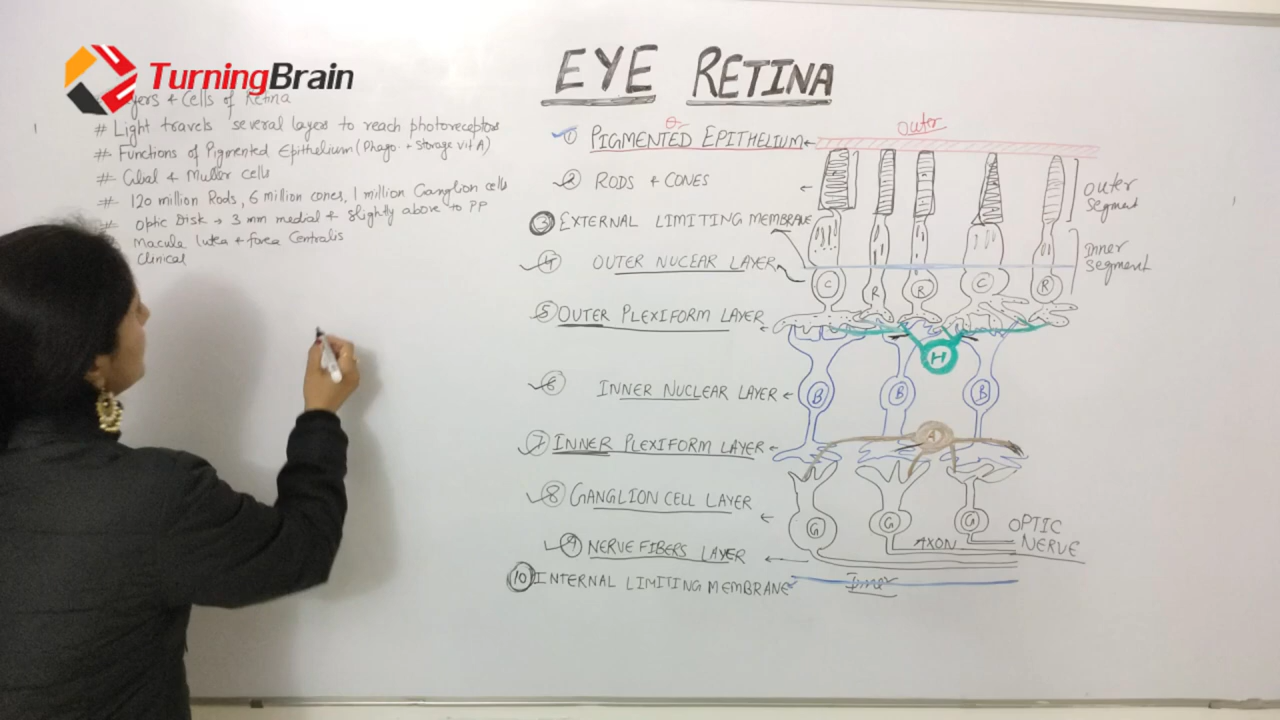 TurningBrain
& Cells of Retina
# Light travels several layers to reach photoreceptors
# Functions of Pigmented Epithelium (Phago. + Storage vit A)
# Glial & Muller cells
# 120 million Rods, 6 million cones, 1 million Ganglion cells
# Optic Disk → 3 mm medial & slightly above to PP
Macula lutea & Fovea Centralis
Clinical
EYE RETINA
① PIGMENTED EPITHELIUM
② RODS & CONES
③ EXTERNAL LIMITING MEMBRANE
④ OUTER NUCEAR LAYER
⑤ OUTER PLEXIFORM LAYER
⑥ INNER NUCLEAR LAYER
⑦ INNER PLEXIFORM LAYER
⑧ GANGLION CELL LAYER
⑨ NERVE FIBERS LAYER
⑩ INTERNAL LIMITING MEMBRANE
Outer
Outer
Segment
Inner
Segment
C R R C R
H
B B B
A
G G G
OPTIC
NERVE
AXON
Inner